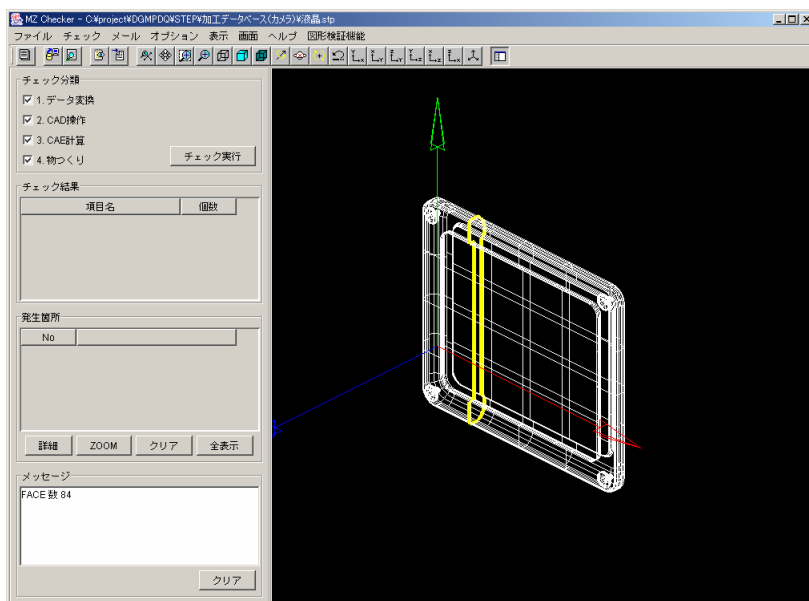 MZ Checker - C:¥project¥DGMPDQ¥STEP¥加工データベース(カメラ)¥液晶.stp
ファイル チェック メール オプション 表示 画面 ヘルプ 図形検証機能
チェック分類
1. データ変換
2. CAD操作
3. CAE計算
4. 物つくり
チェック実行
チェック結果
項目名 個数
発生箇所
No
詳細 ZOOM クリア 全表示
メッセージ
FACE 数 84
クリア